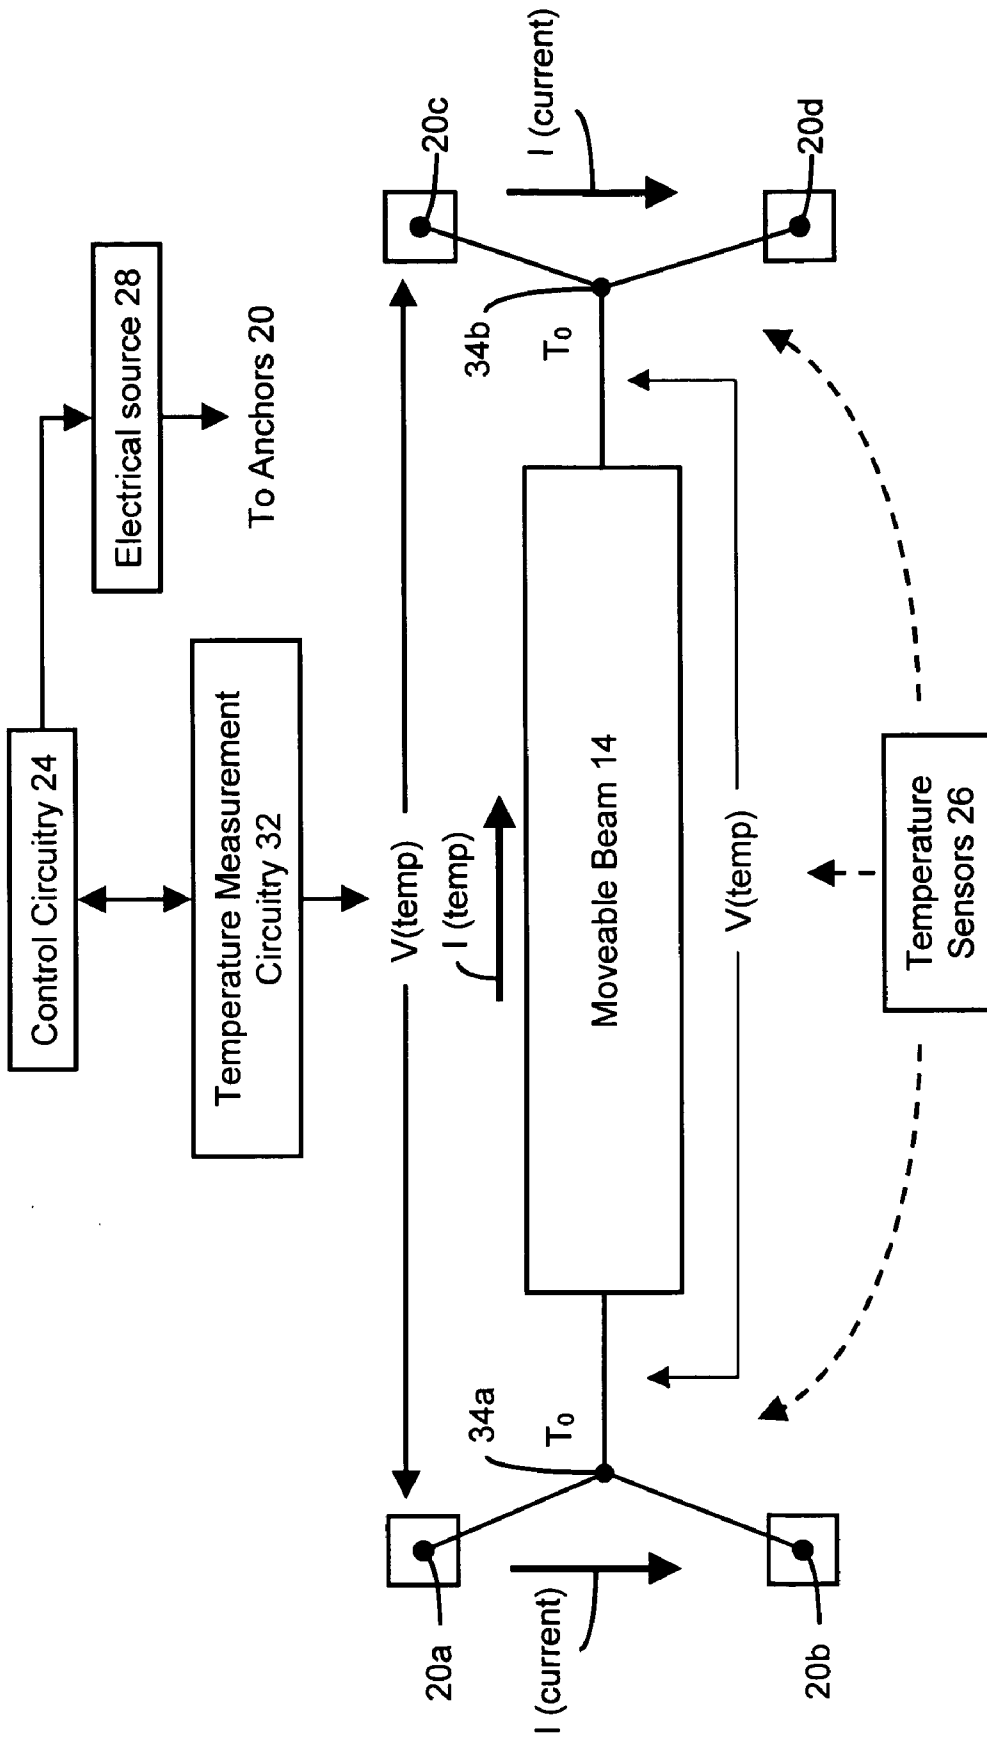 Control Circuitry 24
Electrical source 28
To Anchors 20
Temperature Measurement
Circuitry 32
V(temp)
I (temp)
20a
20c
34a
34b
T0
T0
I (current)
I (current)
Moveable Beam 14
20b
20d
V(temp)
Temperature
Sensors 26